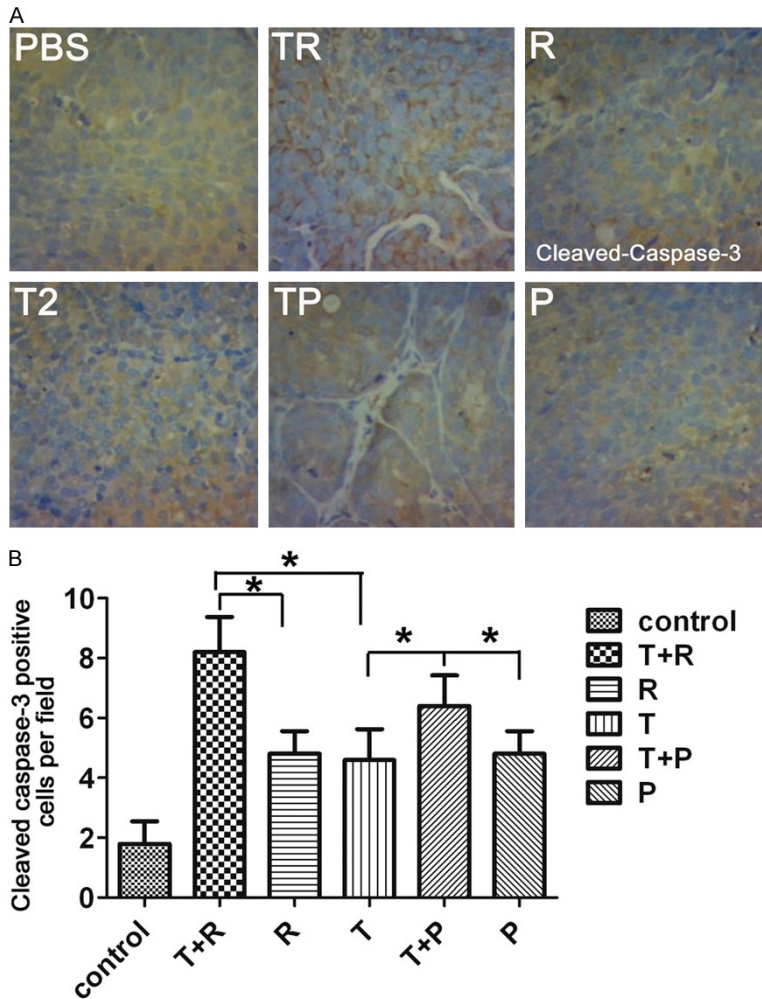 A
PBS
TR
R
Cleaved-Caspase-3
T2
TP
P
B
Cleaved caspase-3 positive
cells per field
10
8
6
4
2
0
*
*
*
*
control
T+R
R
T
T+P
P
control
T+R
R
T
T+P
P